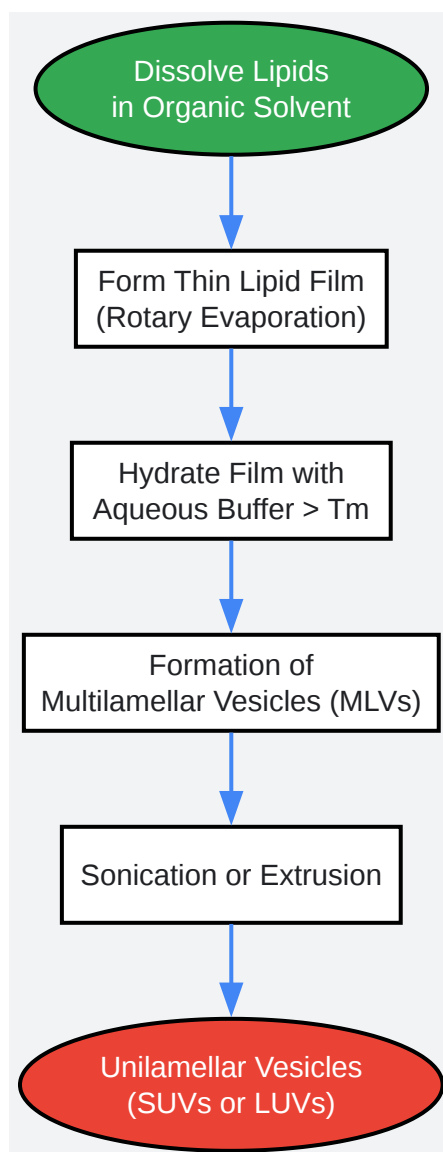 Dissolve Lipids
in Organic Solvent
Form Thin Lipid Film
(Rotary Evaporation)
Hydrate Film with
Aqueous Buffer > Tm
Formation of
Multilamellar Vesicles (MLVs)
Sonication or Extrusion
Unilamellar Vesicles
(SUVs or LUVs)